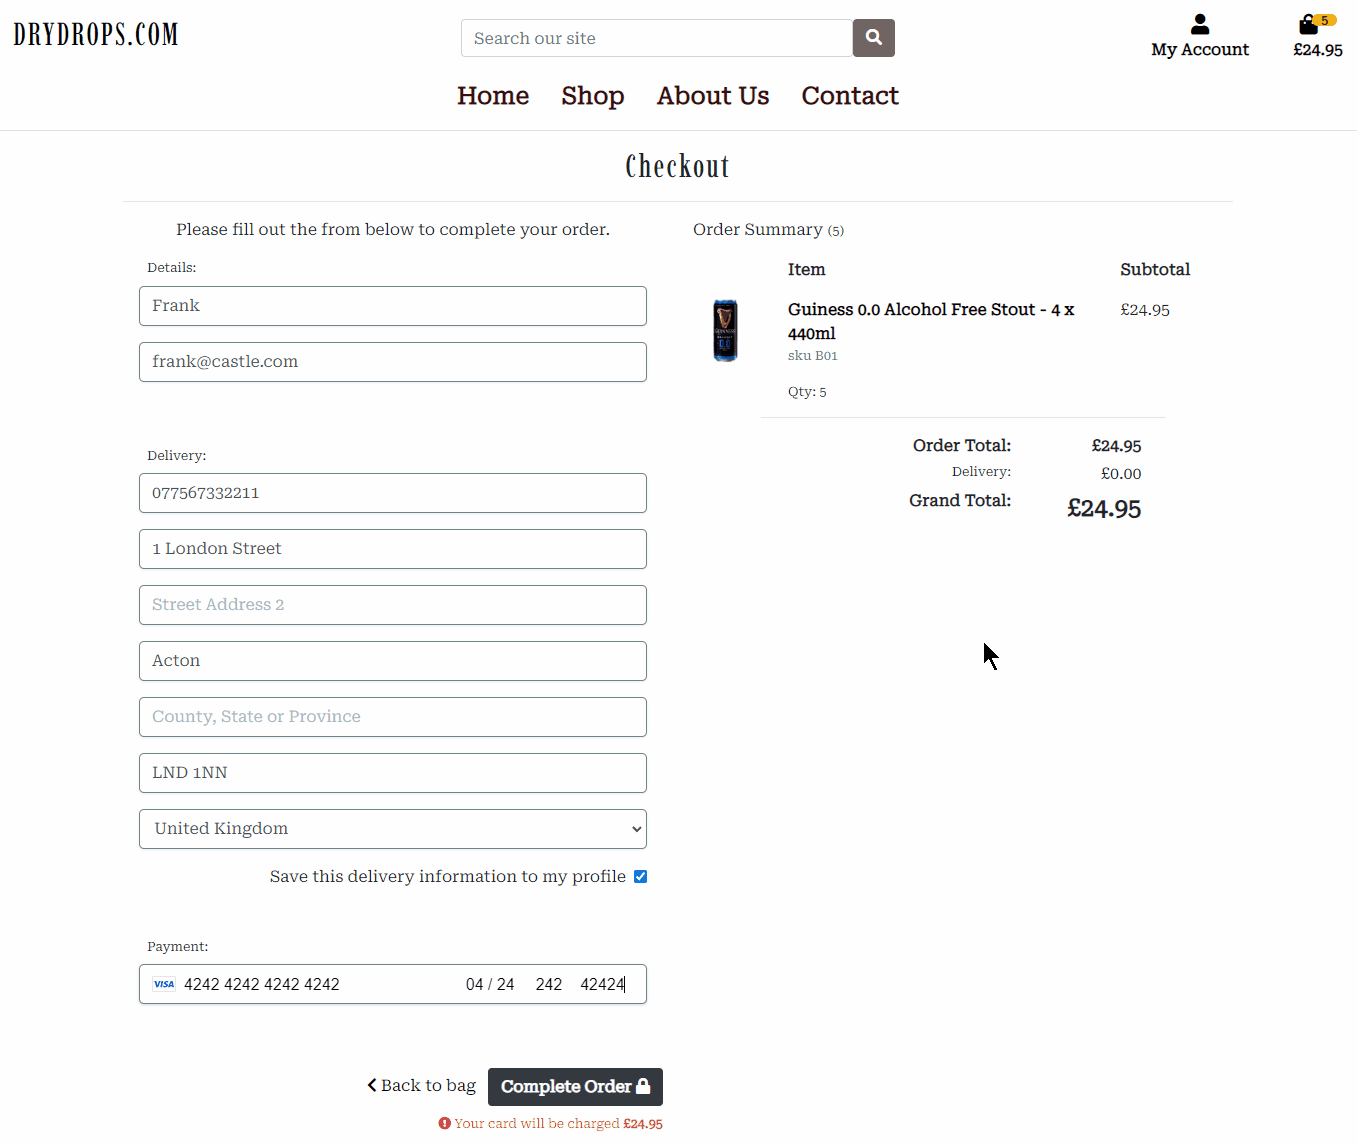 DRYDROPS.COM
Search our site
My Account
5
£24.95
Home Shop About Us Contact
Checkout
Please fill out the from below to complete your order.
Details:
Frank
frank@castle.com
Delivery:
077567332211
1 London Street
Street Address 2
Acton
County, State or Province
LND 1NN
United Kingdom
Save this delivery information to my profile
Payment:
VISA 4242 4242 4242 4242 04 / 24 242 42424
Back to bag Complete Order
Your card will be charged £24.95
Order Summary (5)
Item Subtotal
Guiness 0.0 Alcohol Free Stout - 4 x £24.95
440ml
sku B01
Qty: 5
Order Total: £24.95
Delivery: £0.00
Grand Total: £24.95
GUINNESS
0.0